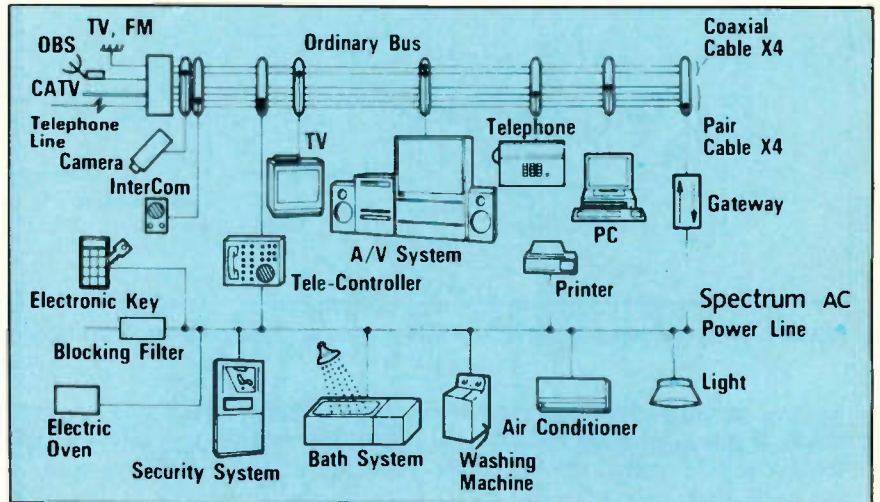 TV, FM
OBS
CATV
Telephone
Line
Camera
InterCom
Ordinary Bus
Coaxial
Cable X4
Pair
Cable X4
TV
Telephone
A/V System
PC
Gateway
Electronic Key
Tele-Controller
Printer
Spectrum AC
Power Line
Blocking Filter
Electric
Oven
Security System
Bath System
Washing
Machine
Air Conditioner
Light